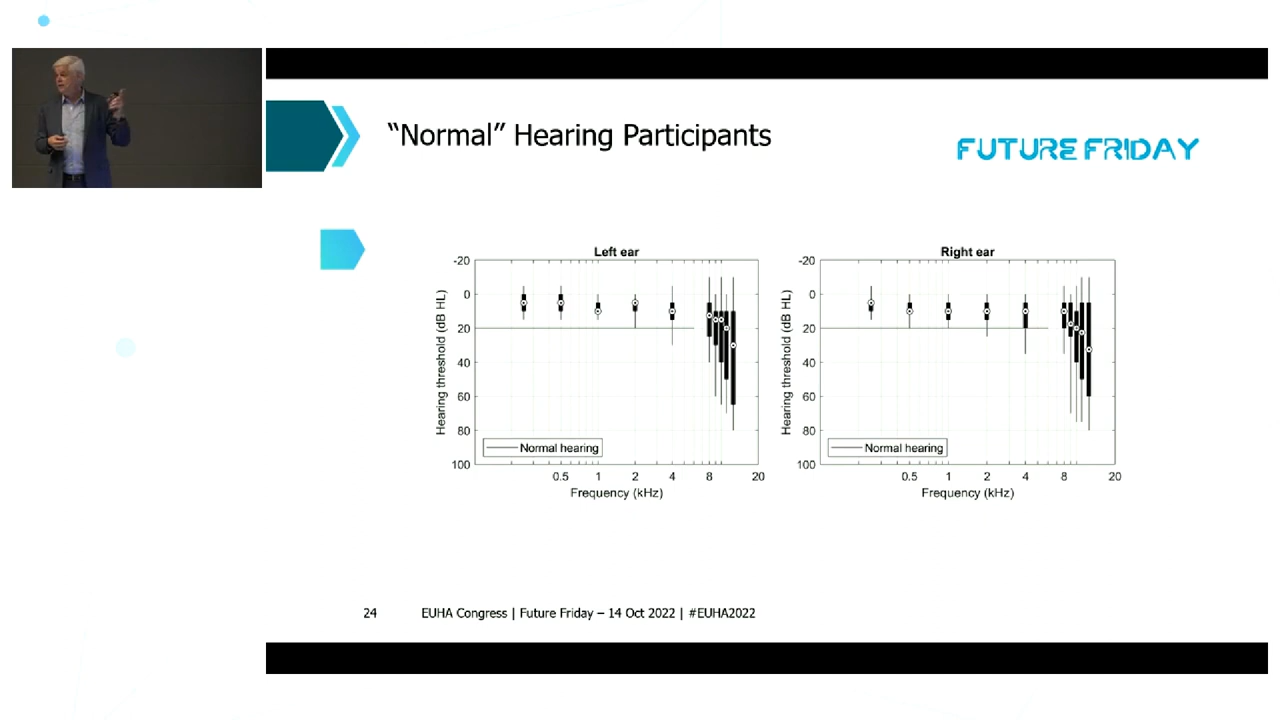 “Normal” Hearing Participants
FUTURE FRIDAY
Left ear
-20
0
20
40
60
80
100
Hearing threshold (dB HL)
Normal hearing
0.5 1 2 4 8 20
Frequency (kHz)
Right ear
-20
0
20
40
60
80
100
Hearing threshold (dB HL)
Normal hearing
0.5 1 2 4 8 20
Frequency (kHz)
24 EUHA Congress | Future Friday – 14 Oct 2022 | #EUHA2022